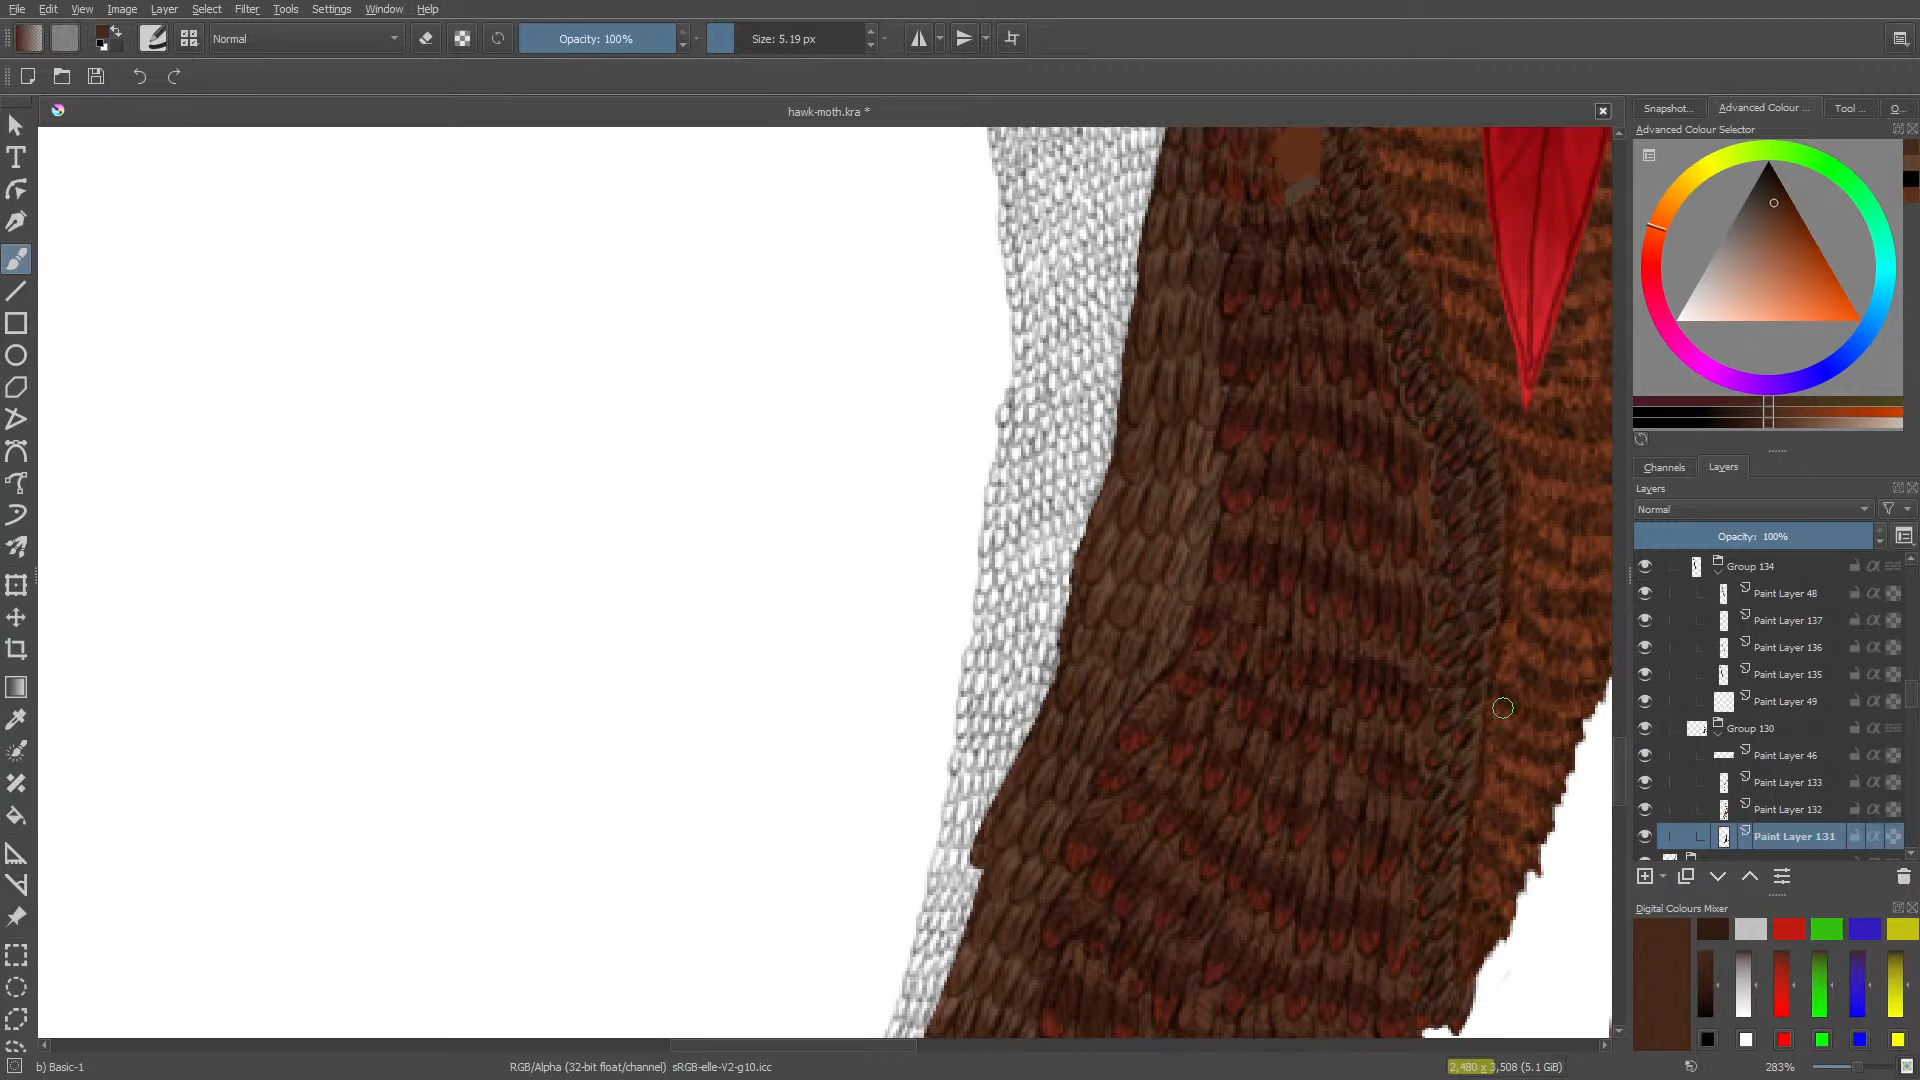 File Edit View Image Layer Select Filter Tools Settings Window Help
Normal Opacity: 100% Size: 5.19 px
hawk-moth.kra *
Snapshot... Advanced Colour ... Tool ... O...
Advanced Colour Selector
Channels Layers
Layers
Normal
Opacity: 100%
Group 134
Paint Layer 48
Paint Layer 137
Paint Layer 136
Paint Layer 135
Paint Layer 49
Group 130
Paint Layer 46
Paint Layer 133
Paint Layer 132
Paint Layer 131
Digital Colours Mixer
b) Basic-1 RGB/Alpha (32-bit float/channel) sRGB-elle-V2-g10.icc 2,480 x 3,508 (5.1 GiB) 283%